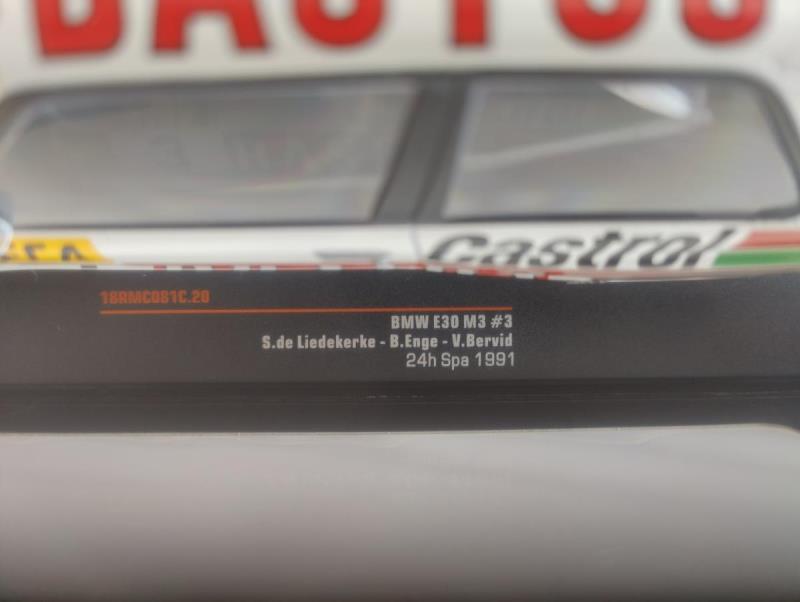 BASTOS
Castrol
18RMC081C.20
BMW E30 M3 #3
S.de Liedekerke - B.Enge - V.Bervid
24h Spa 1991